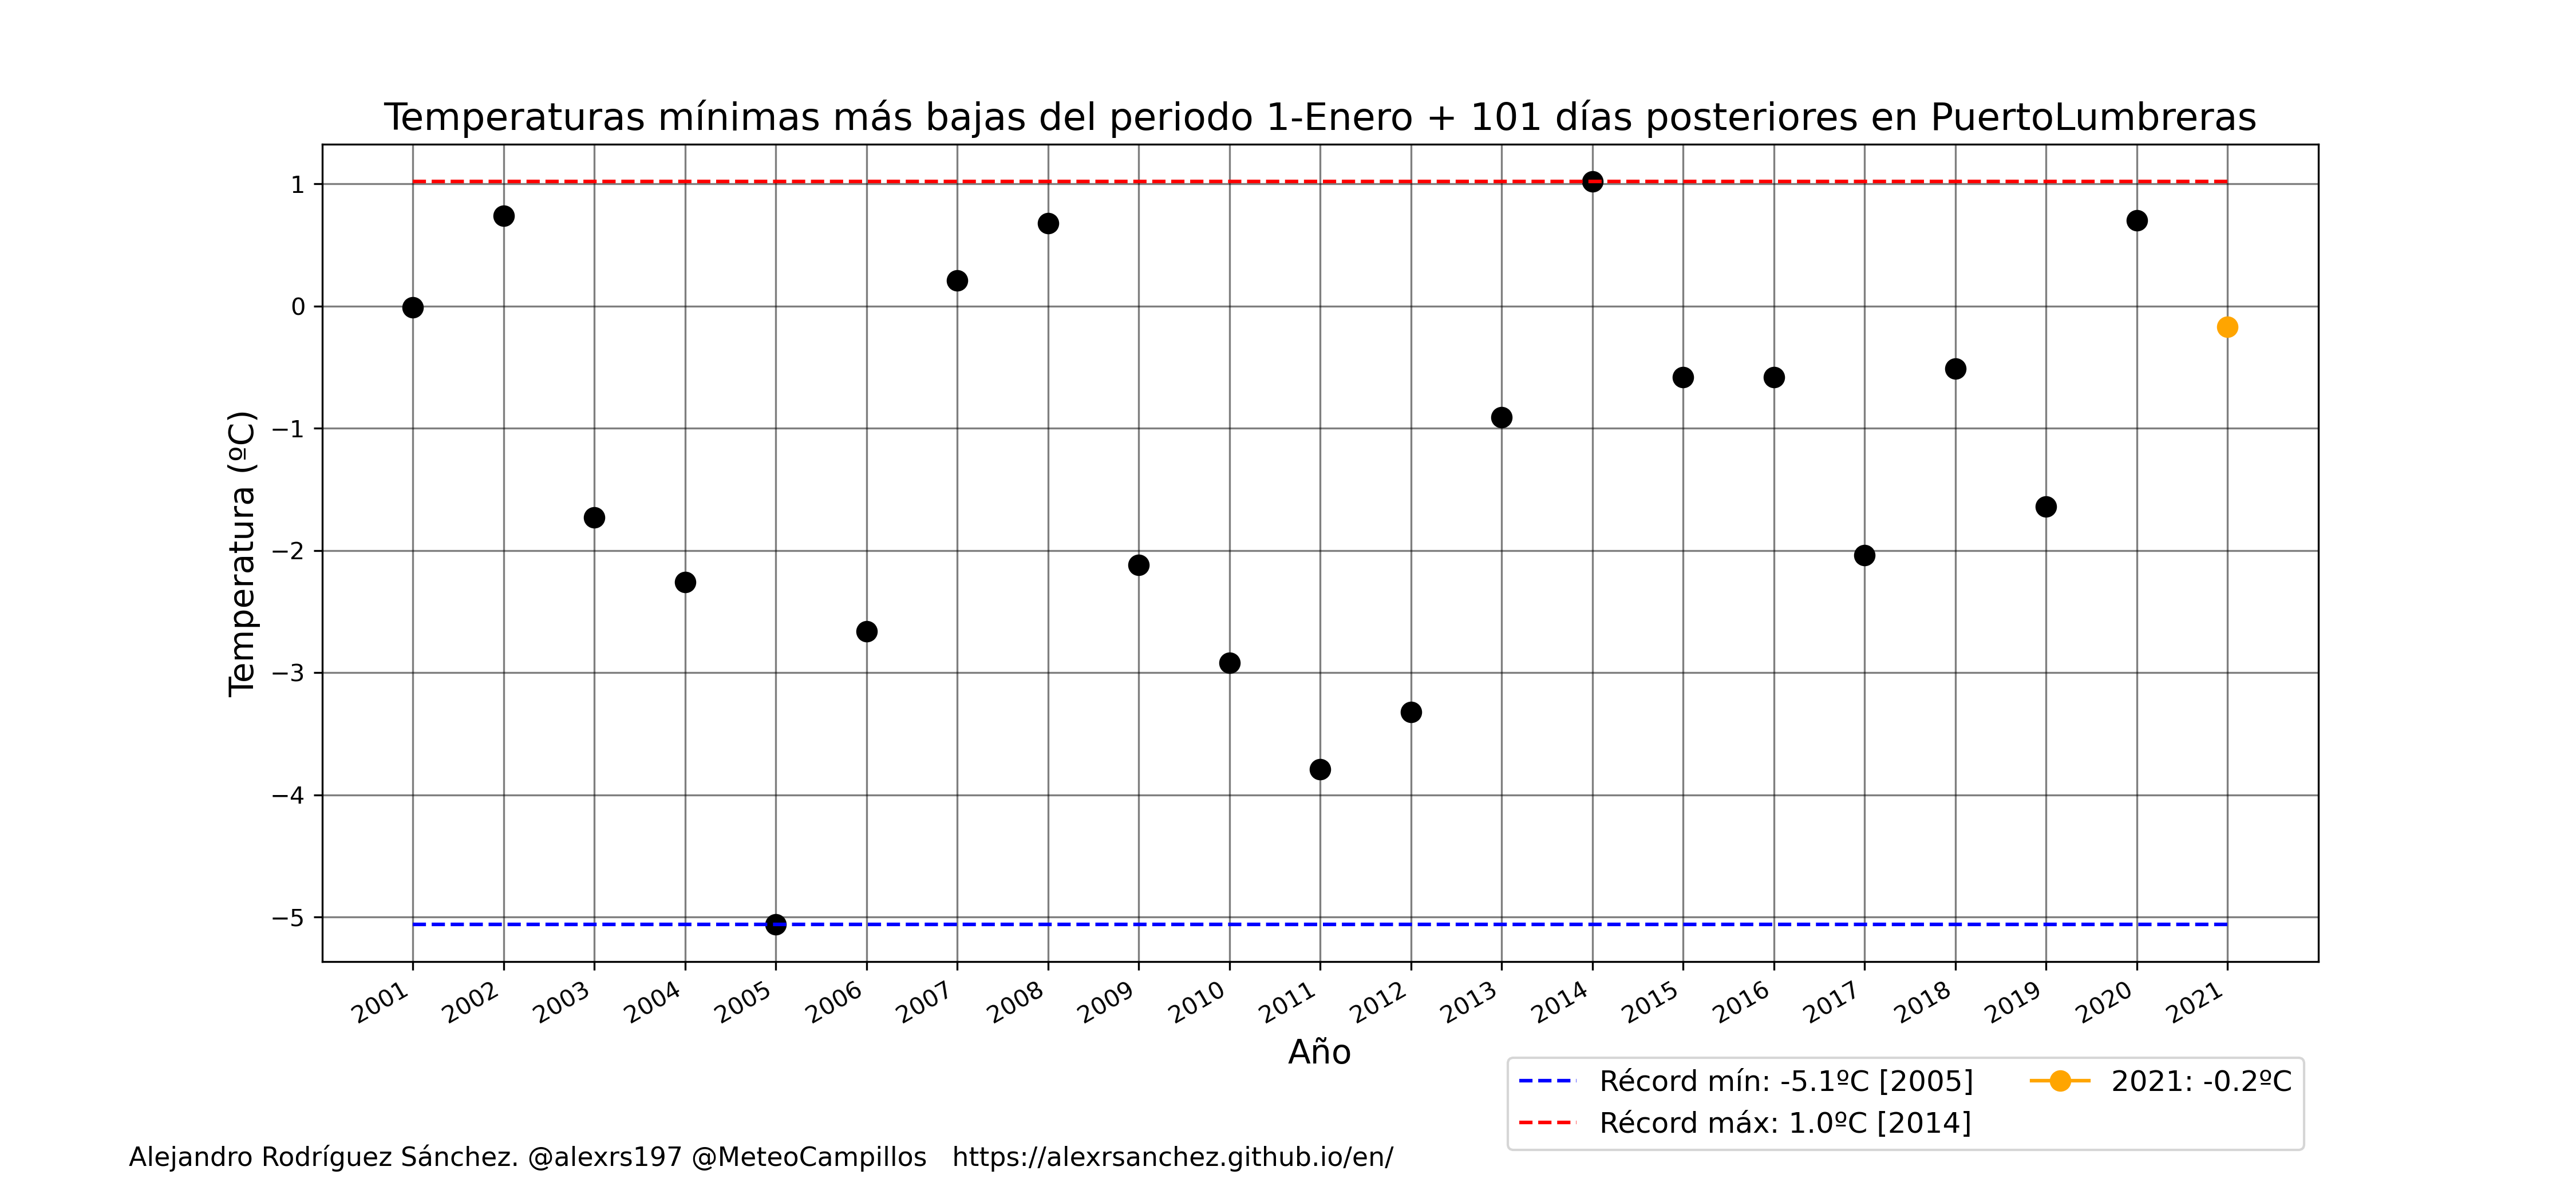 Temperaturas mínimas más bajas del periodo 1-Enero + 101 días posteriores en PuertoLumbreras
Temperatura (ºC)
1
0
−1
−2
−3
−4
−5
2001 2002 2003 2004 2005 2006 2007 2008 2009 2010 2011 2012 2013 2014 2015 2016 2017 2018 2019 2020 2021
Año
Récord mín: -5.1ºC [2005]
Récord máx: 1.0ºC [2014]
2021: -0.2ºC
Alejandro Rodríguez Sánchez. @alexrs197 @MeteoCampillos https://alexrsanchez.github.io/en/